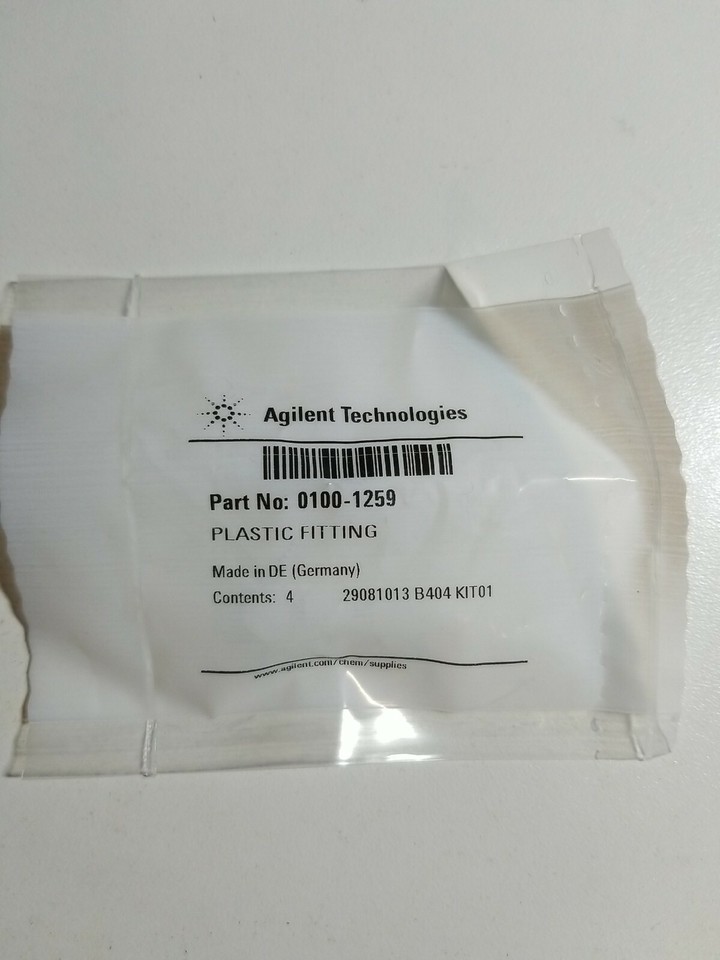 Agilent Technologies
Part No: 0100-1259
PLASTIC FITTING
Made in DE (Germany)
Contents: 4 29081013 B404 KIT01
www.agilent.com/chem/supplies